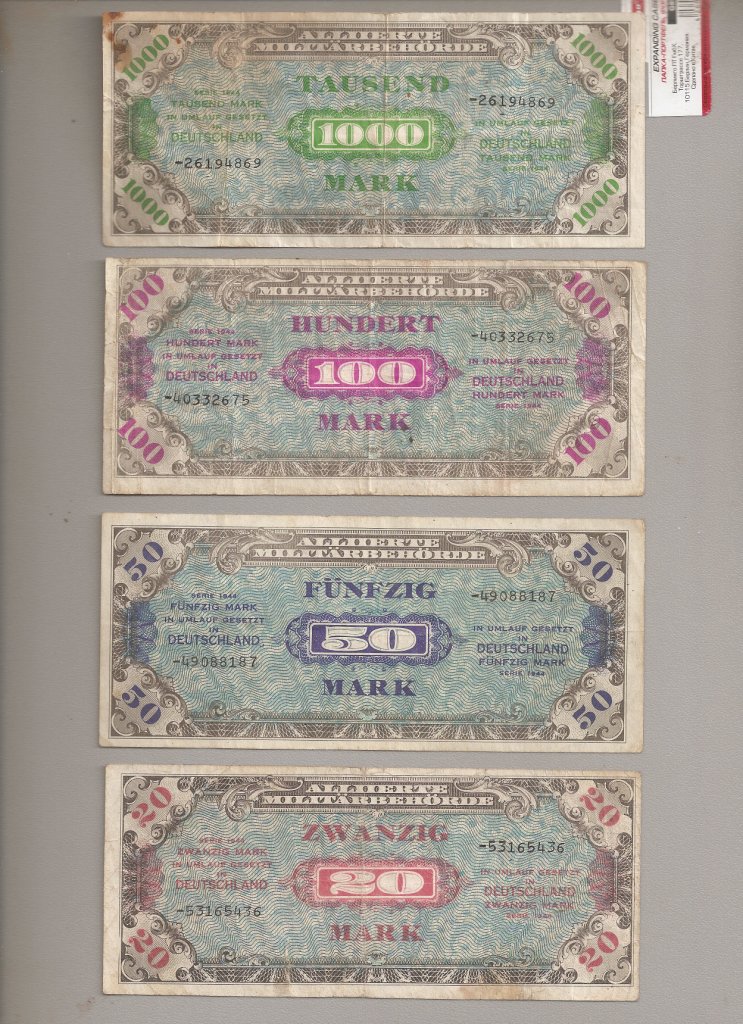 EXPANDING CA
ПАПКА-ПОРТФЕЛЬ,
10115 Берлин, Германия
ALLIIERTE
MILITÄRBEHÖRDE
1000
1000
TAUSEND
SERIE 1944
TAUSEND MARK
IN UMLAUF GESETZT
IN
DEUTSCHLAND
-26194869
1000
-26194869
IN UMLAUF GESETZT
IN
DEUTSCHLAND
TAUSEND MARK
SERIE 1944
MARK
1000
1000
ALLIIERTE
MILITÄRBEHÖRDE
100
100
HUNDERT
SERIE 1944
HUNDERT MARK
IN UMLAUF GESETZT
IN
DEUTSCHLAND
-40332675
100
-40332675
IN UMLAUF GESETZT
IN
DEUTSCHLAND
HUNDERT MARK
SERIE 1944
MARK
100
100
ALLIIERTE
MILITÄRBEHÖRDE
50
50
FÜNFZIG
SERIE 1944
FÜNFZIG MARK
IN UMLAUF GESETZT
IN
DEUTSCHLAND
-49088187
50
-49088187
IN UMLAUF GESETZT
IN
DEUTSCHLAND
FÜNFZIG MARK
SERIE 1944
MARK
50
50
ALLIIERTE
MILITÄRBEHÖRDE
20
20
ZWANZIG
SERIE 1944
ZWANZIG MARK
IN UMLAUF GESETZT
IN
DEUTSCHLAND
-53165436
20
-53165436
IN UMLAUF GESETZT
IN
DEUTSCHLAND
ZWANZIG MARK
SERIE 1944
MARK
20
20